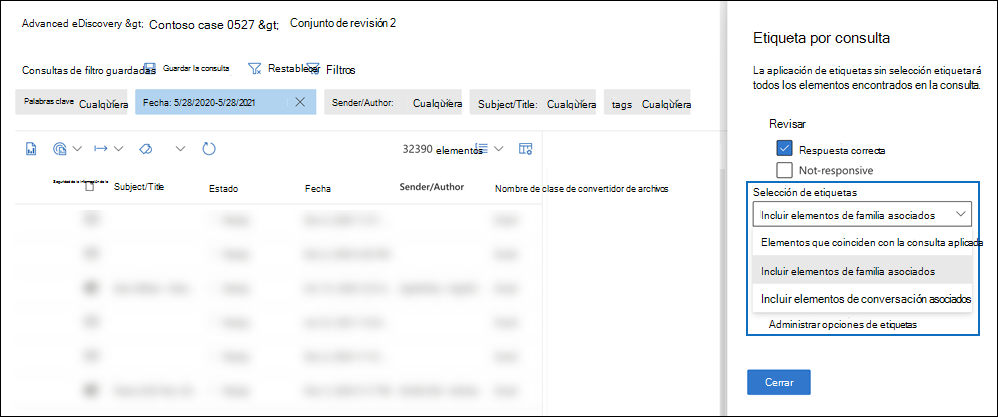 Advanced eDiscovery &gt; Contoso case 0527 &gt; Conjunto de revisión 2
Consultas de filtro guardadas Guardar la consulta Restablecer Filtros
Palabras clave Cualquiera Fecha: 5/28/2020-5/28/2021 Sender/Author: Cualquiera Subject/Title: Cualquiera tags Cualquiera
32390 elementos
Subject/Title Estado Fecha Sender/Author Nombre de clase de convertidor de archivos
Etiqueta por consulta
La aplicación de etiquetas sin selección etiquetará
todos los elementos encontrados en la consulta.
Revisar
Respuesta correcta
Not-responsive
Selección de etiquetas
Incluir elementos de familia asociados
Elementos que coinciden con la consulta aplicada
Incluir elementos de familia asociados
Incluir elementos de conversación asociados
Administrar opciones de etiquetas
Cerrar